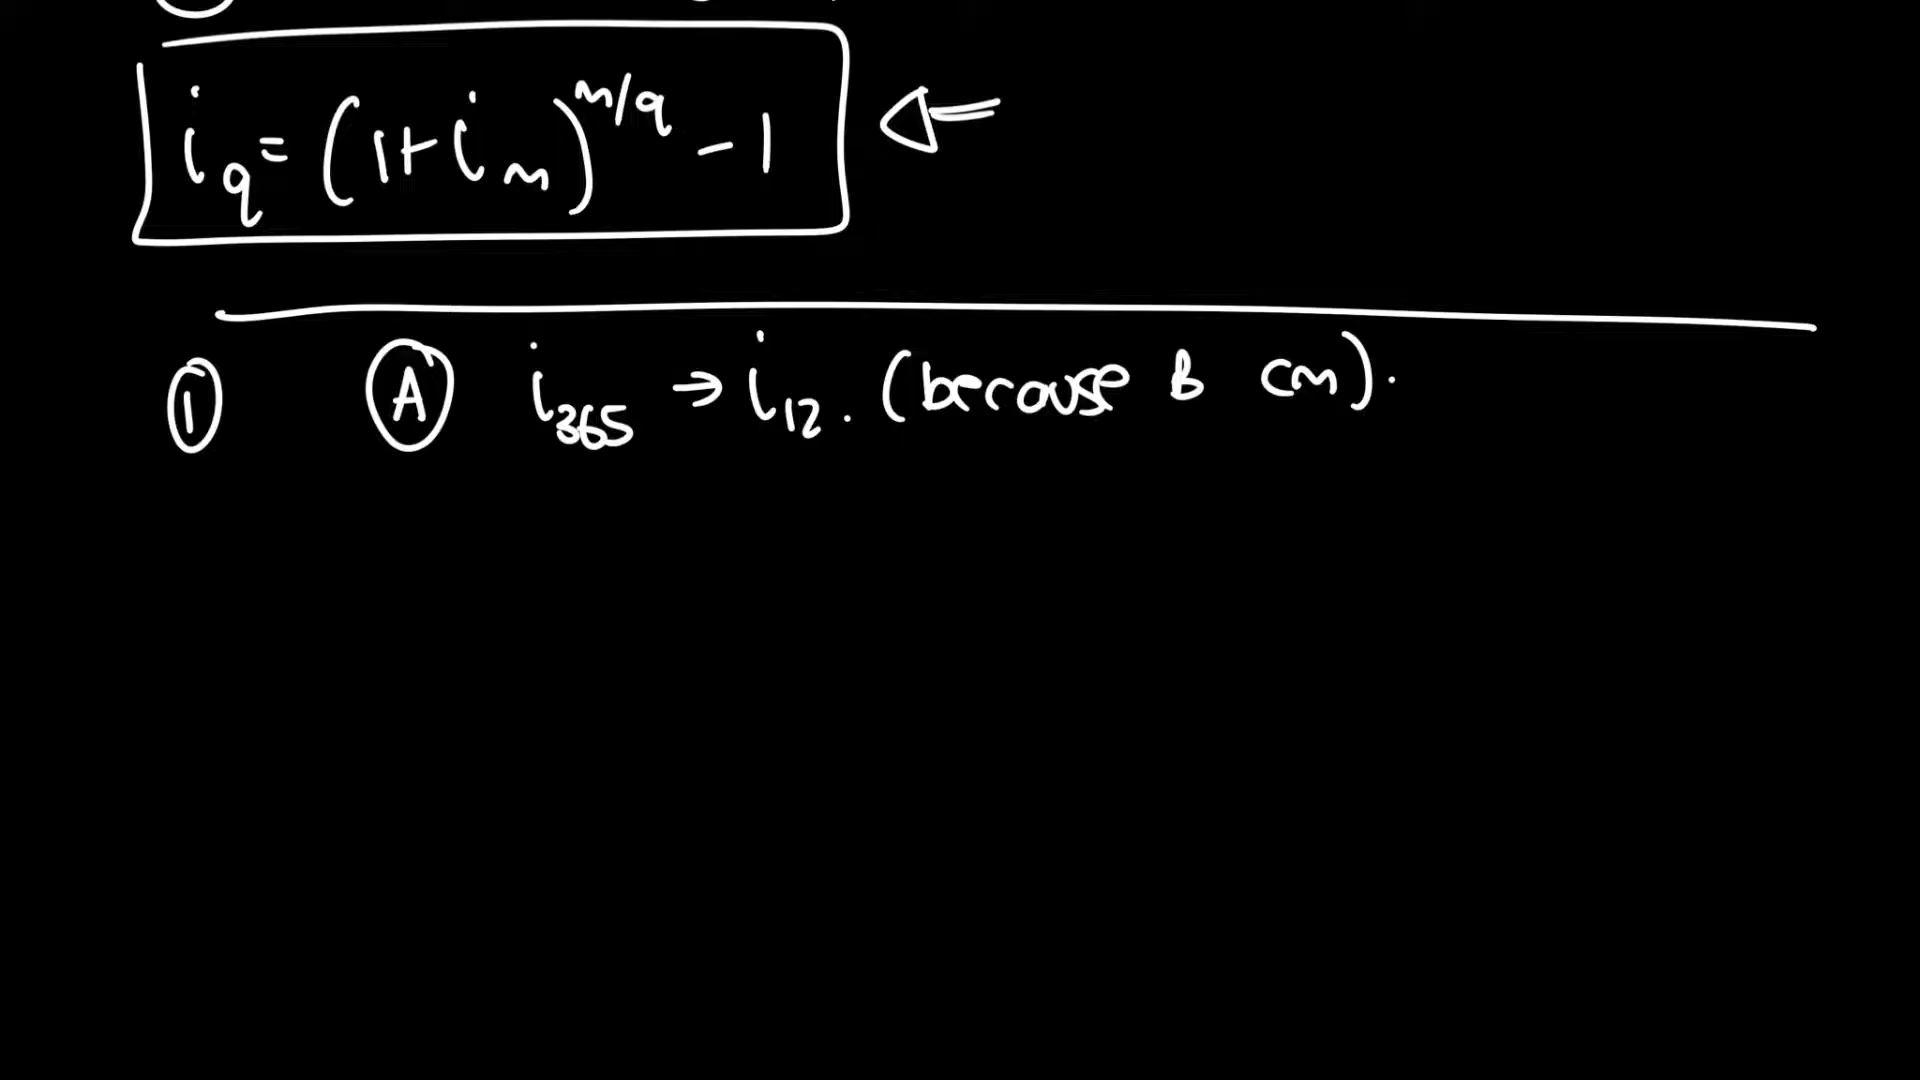 i_q = (1 + i_m)^{m/q} - 1
① Ⓐ i_365 → i_12. (because B cm).